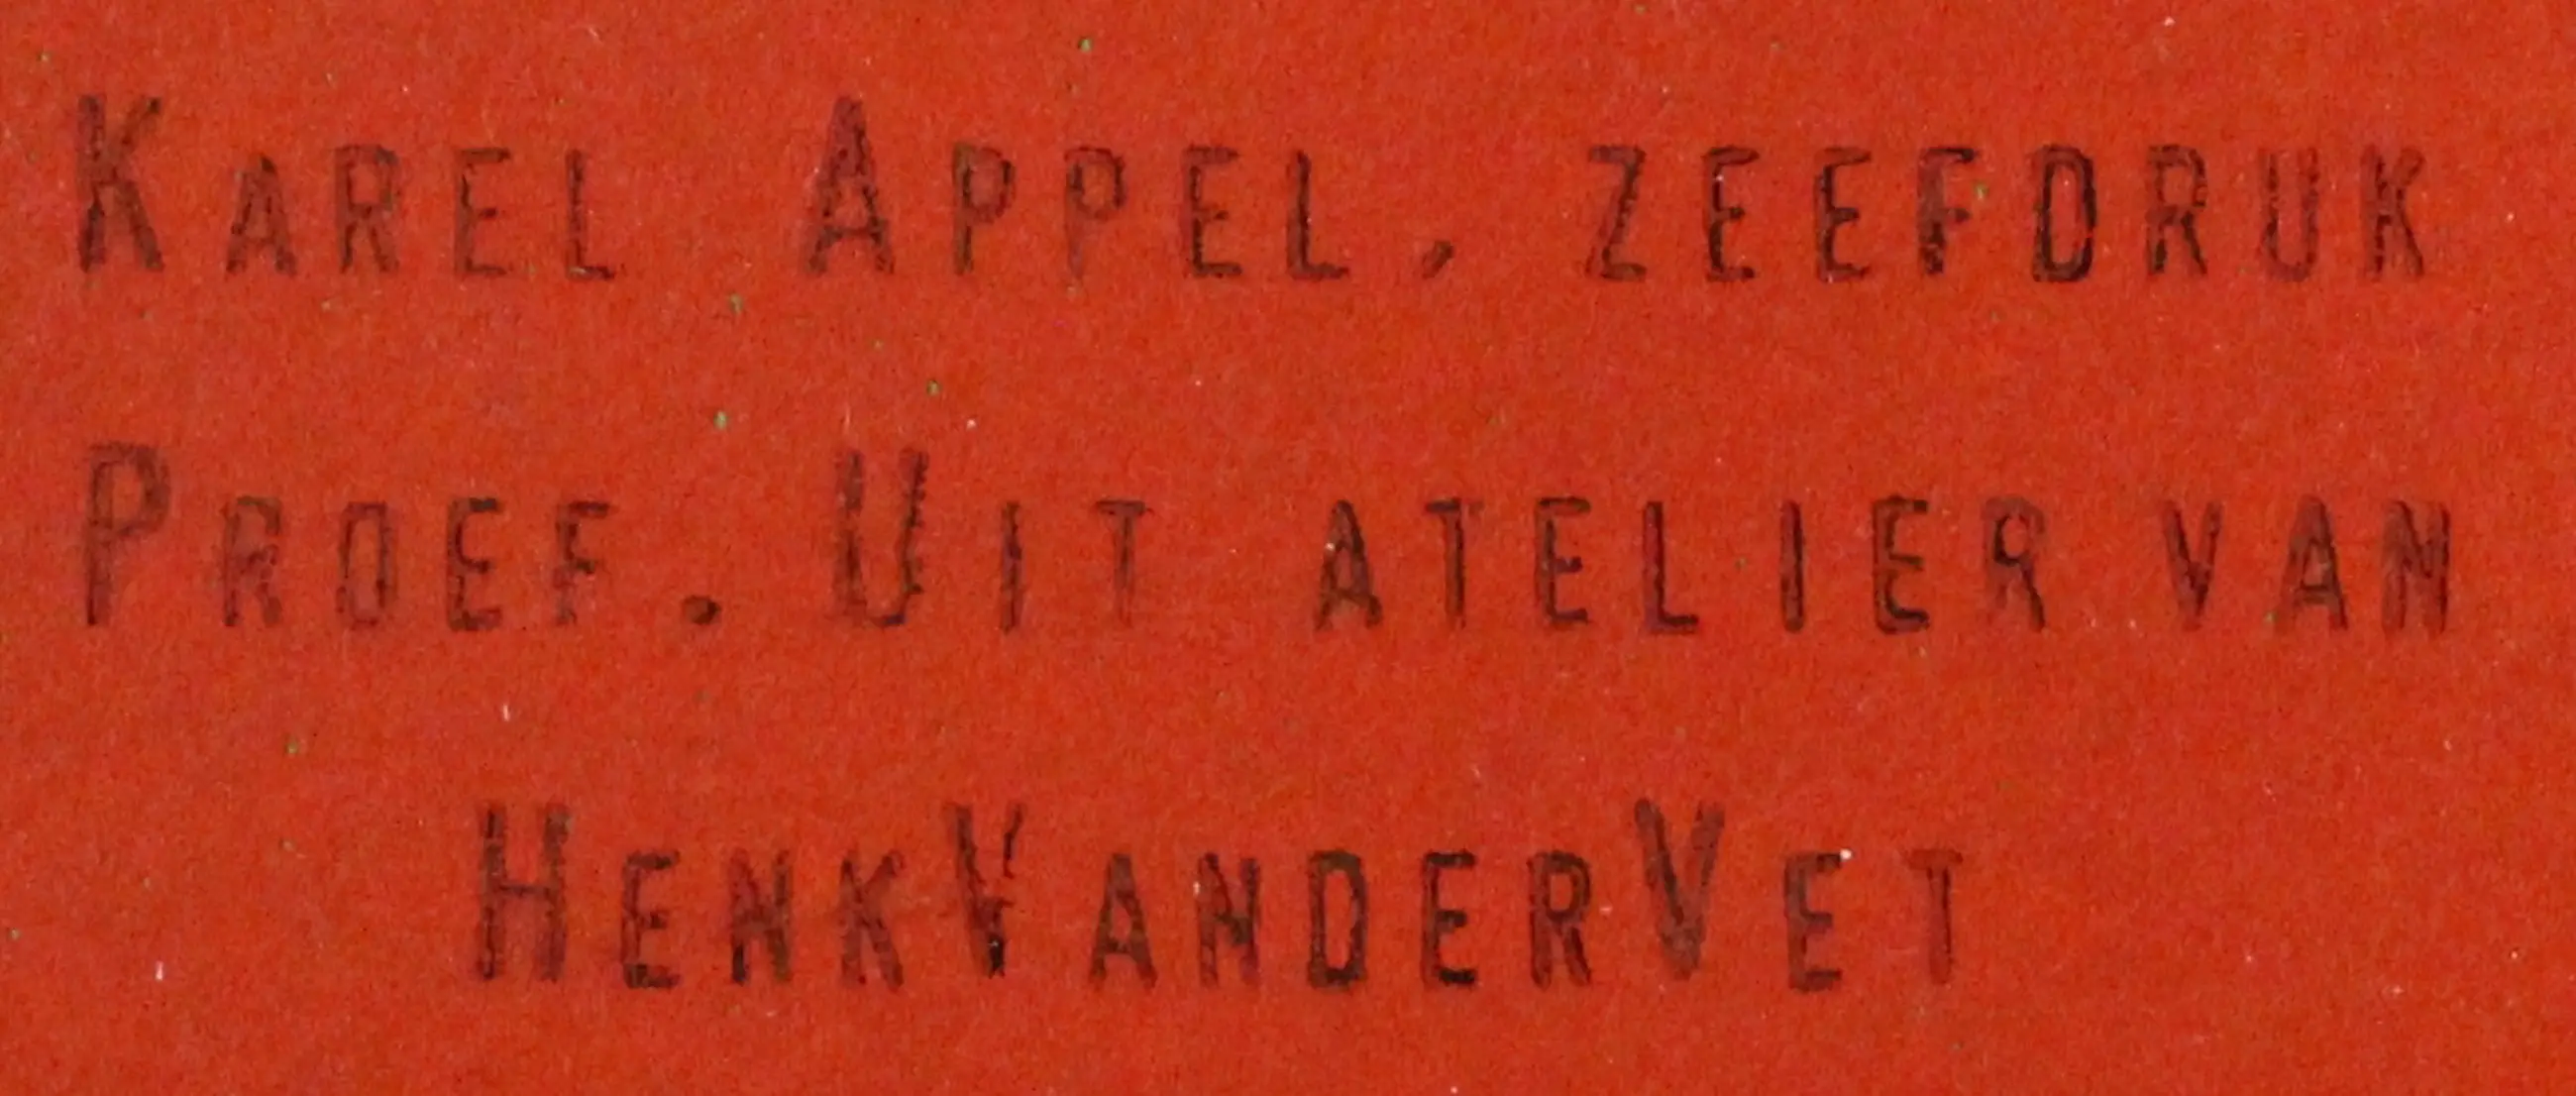 KAREL APPEL, ZEEFDRUK
PROEF. UIT ATELIER VAN
HENKVANDERVET